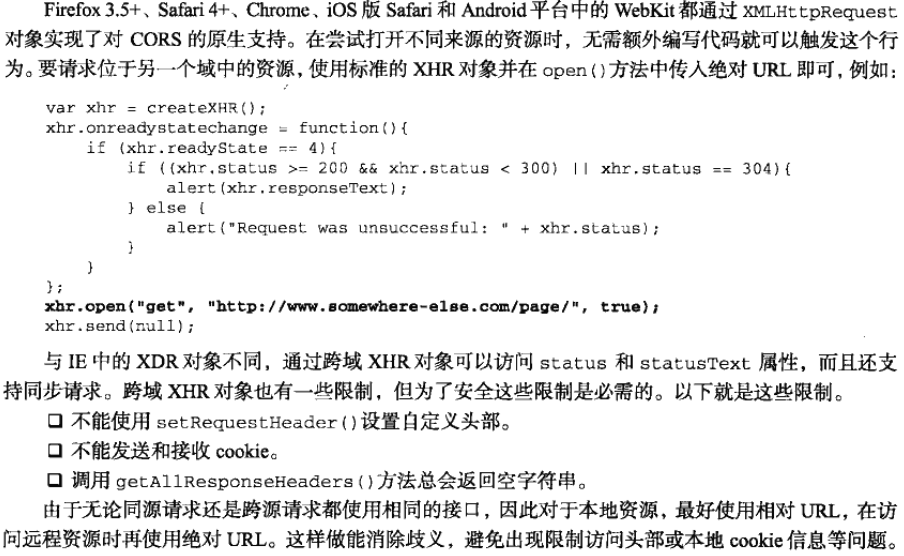 Firefox 3.5+、Safari 4+、Chrome、iOS 版 Safari 和 Android 平台中的 WebKit 都通过 XMLHttpRequest
对象实现了对 CORS 的原生支持。在尝试打开不同来源的资源时，无需额外编写代码就可以触发这个行
为。要请求位于另一个域中的资源，使用标准的 XHR 对象并在 open()方法中传入绝对 URL 即可，例如：
var xhr = createXHR();
xhr.onreadystatechange = function(){
    if (xhr.readyState == 4){
        if ((xhr.status >= 200 && xhr.status < 300) || xhr.status == 304){
            alert(xhr.responseText);
        } else {
            alert("Request was unsuccessful: " + xhr.status);
        }
    }
};
xhr.open("get", "http://www.somewhere-else.com/page/", true);
xhr.send(null);
与 IE 中的 XDR 对象不同，通过跨域 XHR 对象可以访问 status 和 statusText 属性，而且还支
持同步请求。跨域 XHR 对象也有一些限制，但为了安全这些限制是必需的。以下就是这些限制。
❑ 不能使用 setRequestHeader()设置自定义头部。
❑ 不能发送和接收 cookie。
❑ 调用 getAllResponseHeaders()方法总会返回空字符串。
由于无论同源请求还是跨源请求都使用相同的接口，因此对于本地资源，最好使用相对 URL，在访
问远程资源时再使用绝对 URL。这样做能消除歧义，避免出现限制访问头部或本地 cookie 信息等问题。